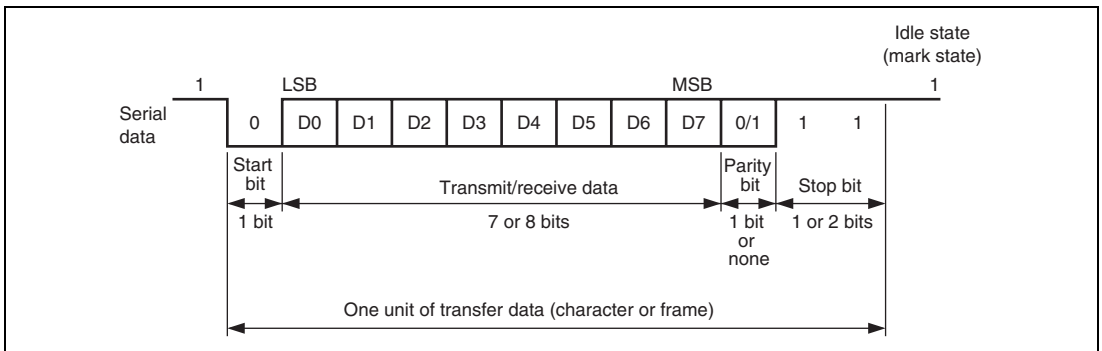 Idle state
(mark state)
1 LSB MSB 1
Serial
data
0 D0 D1 D2 D3 D4 D5 D6 D7 0/1 1 1
Start
bit
Transmit/receive data
Parity
bit
Stop bit
1 bit
7 or 8 bits
1 bit
or
none
1 or 2 bits
One unit of transfer data (character or frame)